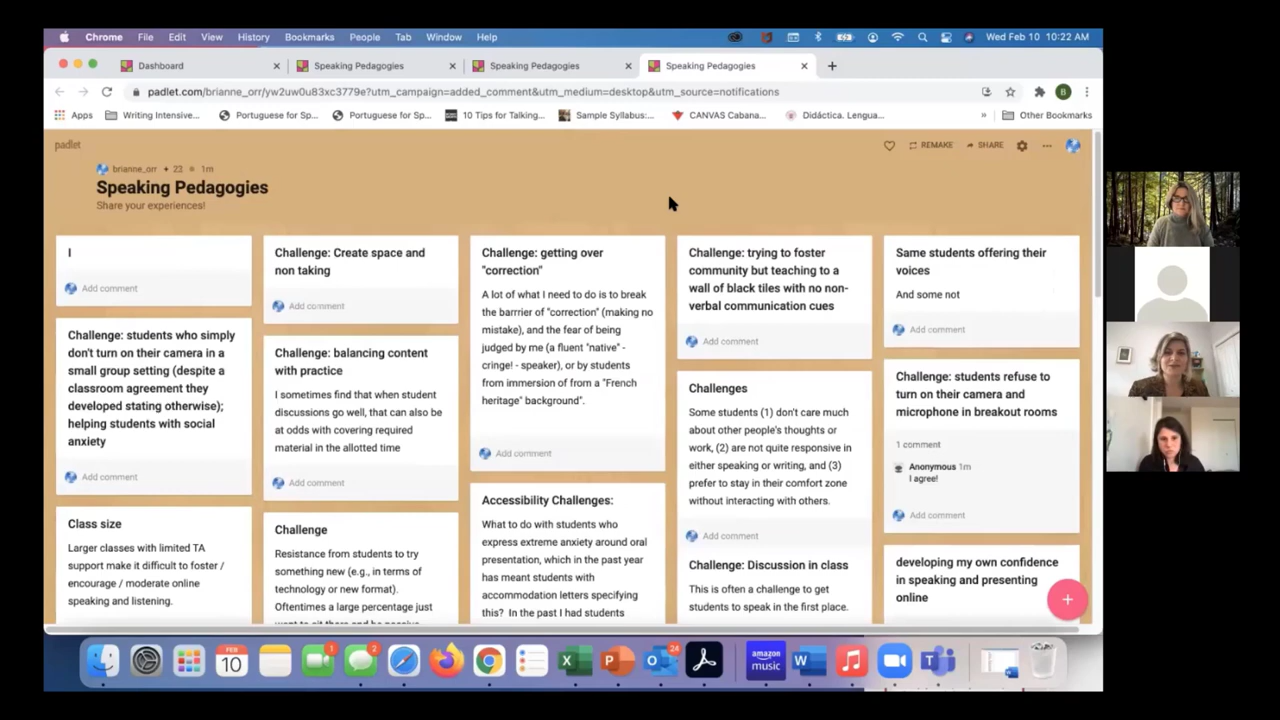 Chrome File Edit View History Bookmarks People Tab Window Help Wed Feb 10 10:22 AM
Dashboard Speaking Pedagogies Speaking Pedagogies Speaking Pedagogies
padlet.com/brianne_orr/yw2uw0u83xc3779e?utm_campaign=added_comment&utm_medium=desktop&utm_source=notifications B
Apps Writing Intensive... Portuguese for Sp... Portuguese for Sp... 10 Tips for Talking... Sample Syllabus:... CANVAS Cabana... Didáctica. Lengua... » Other Bookmarks
padlet REMAKE SHARE
brianne_orr + 23 1m
Speaking Pedagogies
Share your experiences!
I
Add comment
Challenge: students who simply
don't turn on their camera in a
small group setting (despite a
classroom agreement they
developed stating otherwise);
helping students with social
anxiety
Add comment
Class size
Larger classes with limited TA
support make it difficult to foster /
encourage / moderate online
speaking and listening.
Challenge: Create space and
non taking
Add comment
Challenge: balancing content
with practice
I sometimes find that when student
discussions go well, that can also be
at odds with covering required
material in the allotted time
Add comment
Challenge
Resistance from students to try
something new (e.g., in terms of
technology or new format).
Oftentimes a large percentage just
want to sit there and be passive
Challenge: getting over
"correction"
A lot of what I need to do is to break
the barrrier of "correction" (making no
mistake), and the fear of being
judged by me (a fluent "native" -
cringe! - speaker), or by students
from immersion of from a "French
heritage" background".
Add comment
Accessibility Challenges:
What to do with students who
express extreme anxiety around oral
presentation, which in the past year
has meant students with
accommodation letters specifying
this? In the past I had students
Challenge: trying to foster
community but teaching to a
wall of black tiles with no non-
verbal communication cues
Add comment
Challenges
Some students (1) don't care much
about other people's thoughts or
work, (2) are not quite responsive in
either speaking or writing, and (3)
prefer to stay in their comfort zone
without interacting with others.
Add comment
Challenge: Discussion in class
This is often a challenge to get
students to speak in the first place.
Same students offering their
voices
And some not
Add comment
Challenge: students refuse to
turn on their camera and
microphone in breakout rooms
1 comment
Anonymous 1m
I agree!
Add comment
developing my own confidence
in speaking and presenting
online
FEB
10
1
2
24
amazon
music